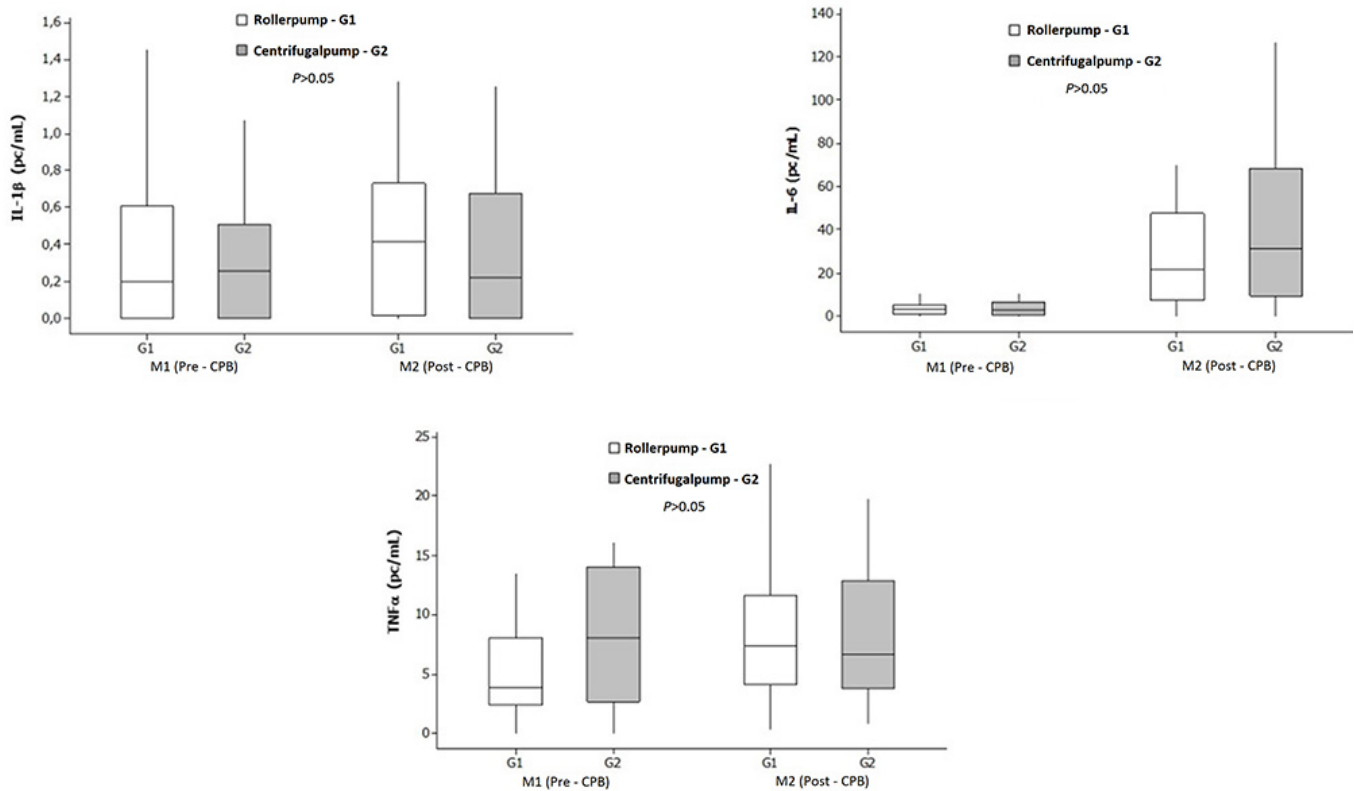 1,6
1,4
1,2
1,0
0,8
0,6
0,4
0,2
0,0
IL-1β (pc/mL)
Rollerpump - G1
Centrifugalpump - G2
P>0.05
G1 G2 G1 G2
M1 (Pre - CPB) M2 (Post - CPB)
140
120
100
80
60
40
20
0
IL-6 (pc/mL)
Rollerpump - G1
Centrifugalpump - G2
P>0.05
G1 G2 G1 G2
M1 (Pre - CPB) M2 (Post - CPB)
25
20
15
10
5
0
TNFα (pc/mL)
Rollerpump - G1
Centrifugalpump - G2
P>0.05
G1 G2 G1 G2
M1 (Pre - CPB) M2 (Post - CPB)